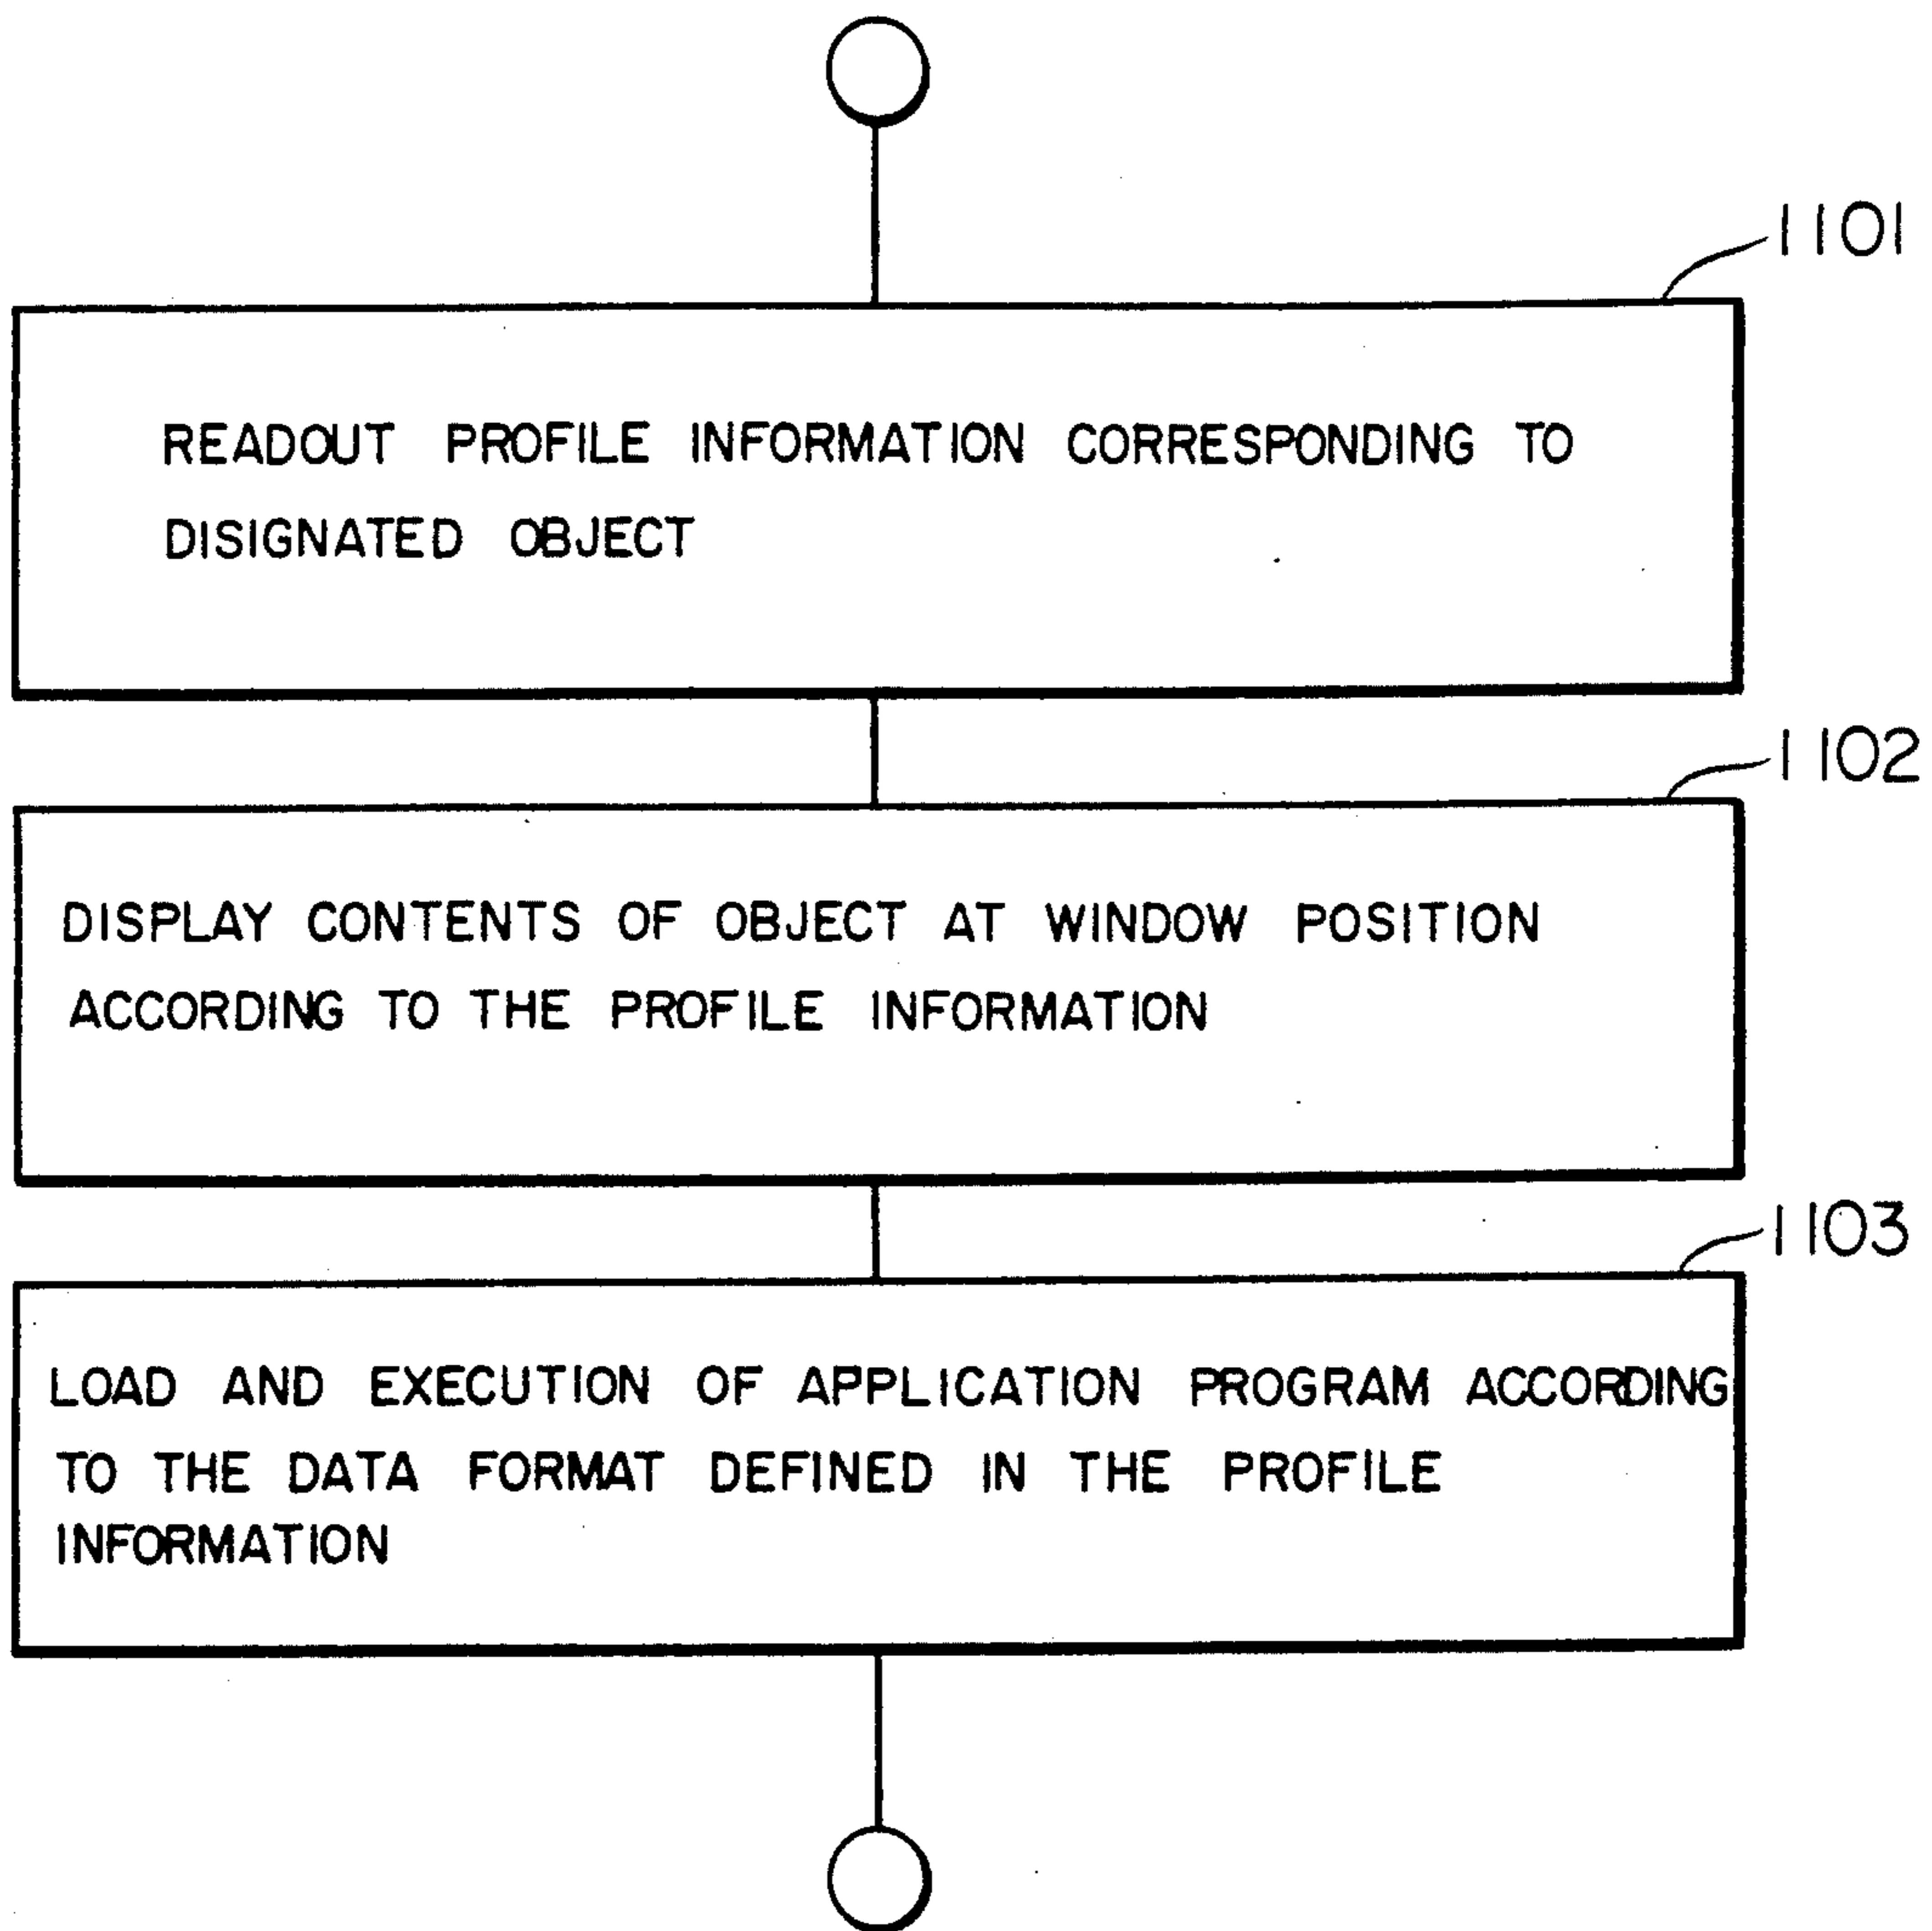 1101
READOUT PROFILE INFORMATION CORRESPONDING TO
DISIGNATED OBJECT
1102
DISPLAY CONTENTS OF OBJECT AT WINDOW POSITION
ACCORDING TO THE PROFILE INFORMATION
1103
LOAD AND EXECUTION OF APPLICATION PROGRAM ACCORDING
TO THE DATA FORMAT DEFINED IN THE PROFILE
INFORMATION